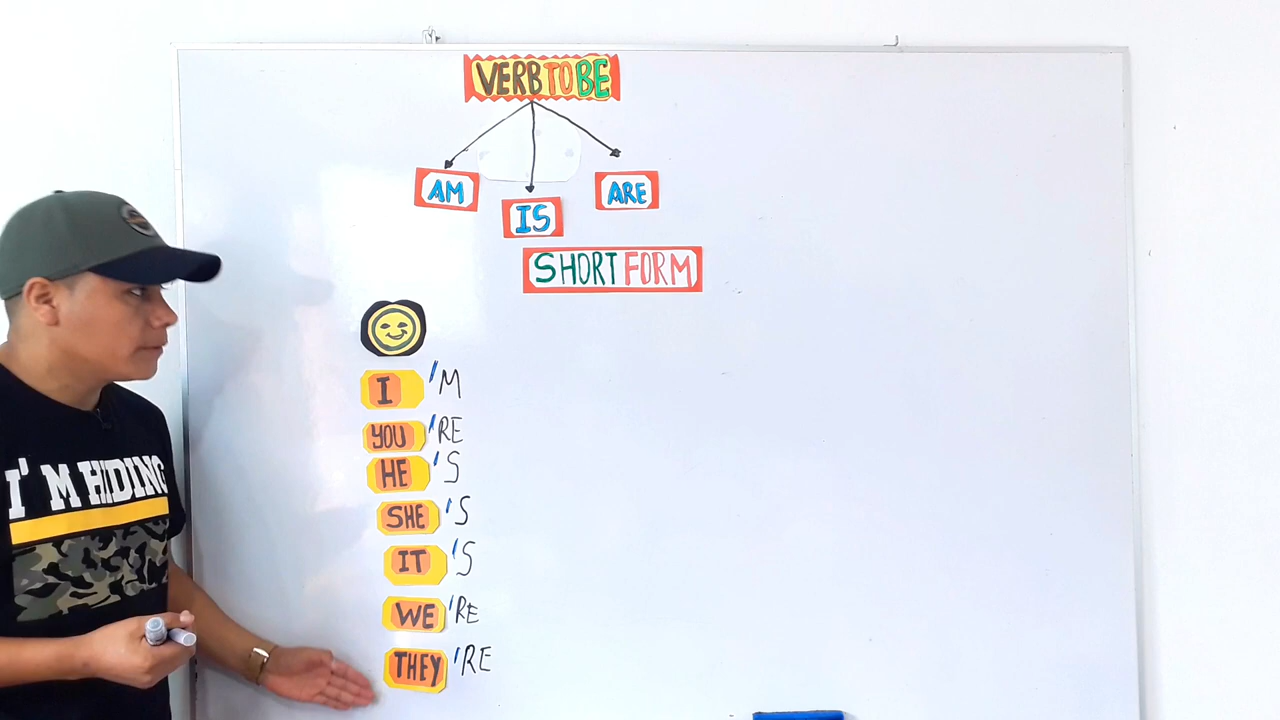 VERB TO BE
AM IS ARE
SHORT FORM
I 'M
YOU 'RE
HE 'S
SHE 'S
IT 'S
WE 'RE
THEY 'RE
I'M HIDING